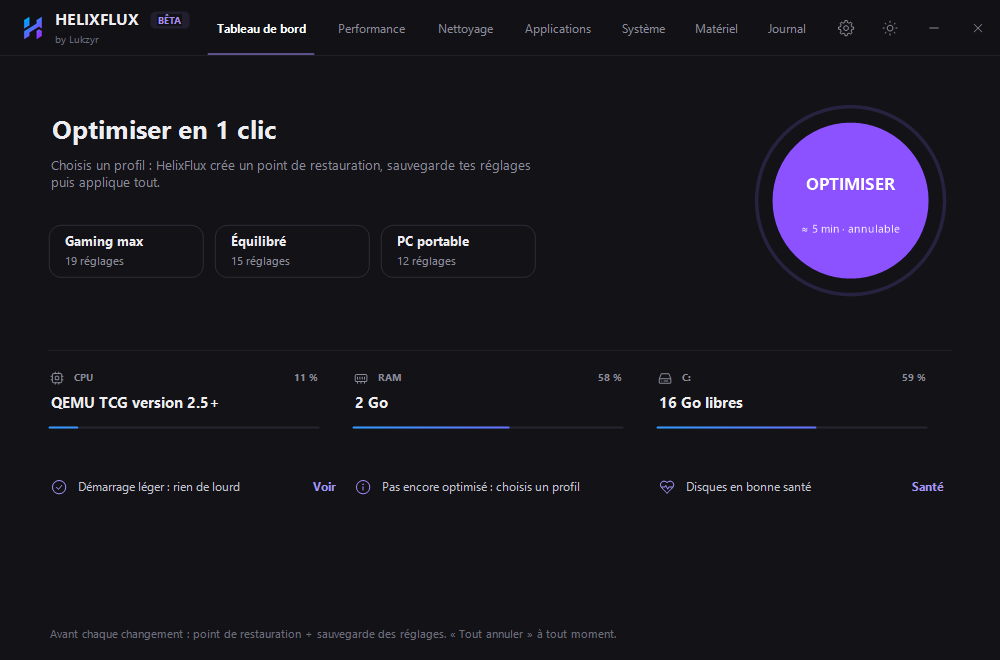 HELIXFLUX BÊTA
by Lukzyr
Tableau de bord Performance Nettoyage Applications Système Matériel Journal
Optimiser en 1 clic
Choisis un profil : HelixFlux crée un point de restauration, sauvegarde tes réglages
puis applique tout.
OPTIMISER
≈ 5 min · annulable
Gaming max
19 réglages
Équilibré
15 réglages
PC portable
12 réglages
CPU 11 %
QEMU TCG version 2.5+
RAM 58 %
2 Go
C: 59 %
16 Go libres
Démarrage léger : rien de lourd Voir
Pas encore optimisé : choisis un profil
Disques en bonne santé Santé
Avant chaque changement : point de restauration + sauvegarde des réglages. « Tout annuler » à tout moment.